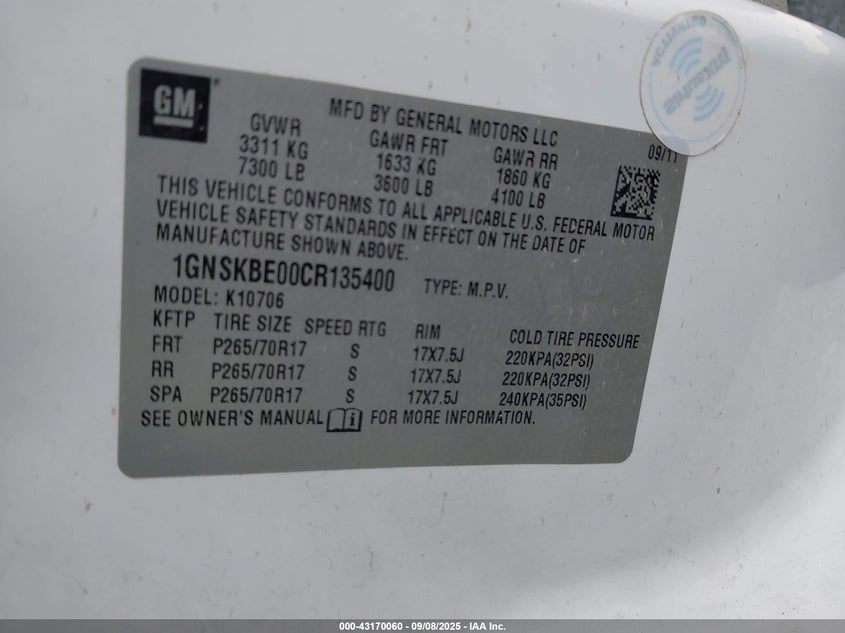 GM
MFD BY GENERAL MOTORS LLC
09/11
GVWR GAWR FRT GAWR RR
3311 KG 1633 KG 1860 KG
7300 LB 3600 LB 4100 LB
THIS VEHICLE CONFORMS TO ALL APPLICABLE U.S. FEDERAL MOTOR
VEHICLE SAFETY STANDARDS IN EFFECT ON THE DATE OF
MANUFACTURE SHOWN ABOVE.
1GNSKBE00CR135400 TYPE: M.P.V.
MODEL: K10706
KFTP TIRE SIZE SPEED RTG RIM COLD TIRE PRESSURE
FRT P265/70R17 S 17X7.5J 220KPA(32PSI)
RR P265/70R17 S 17X7.5J 220KPA(32PSI)
SPA P265/70R17 S 17X7.5J 240KPA(35PSI)
SEE OWNER'S MANUAL FOR MORE INFORMATION.
000-43170060 - 09/08/2025 - IAA Inc.